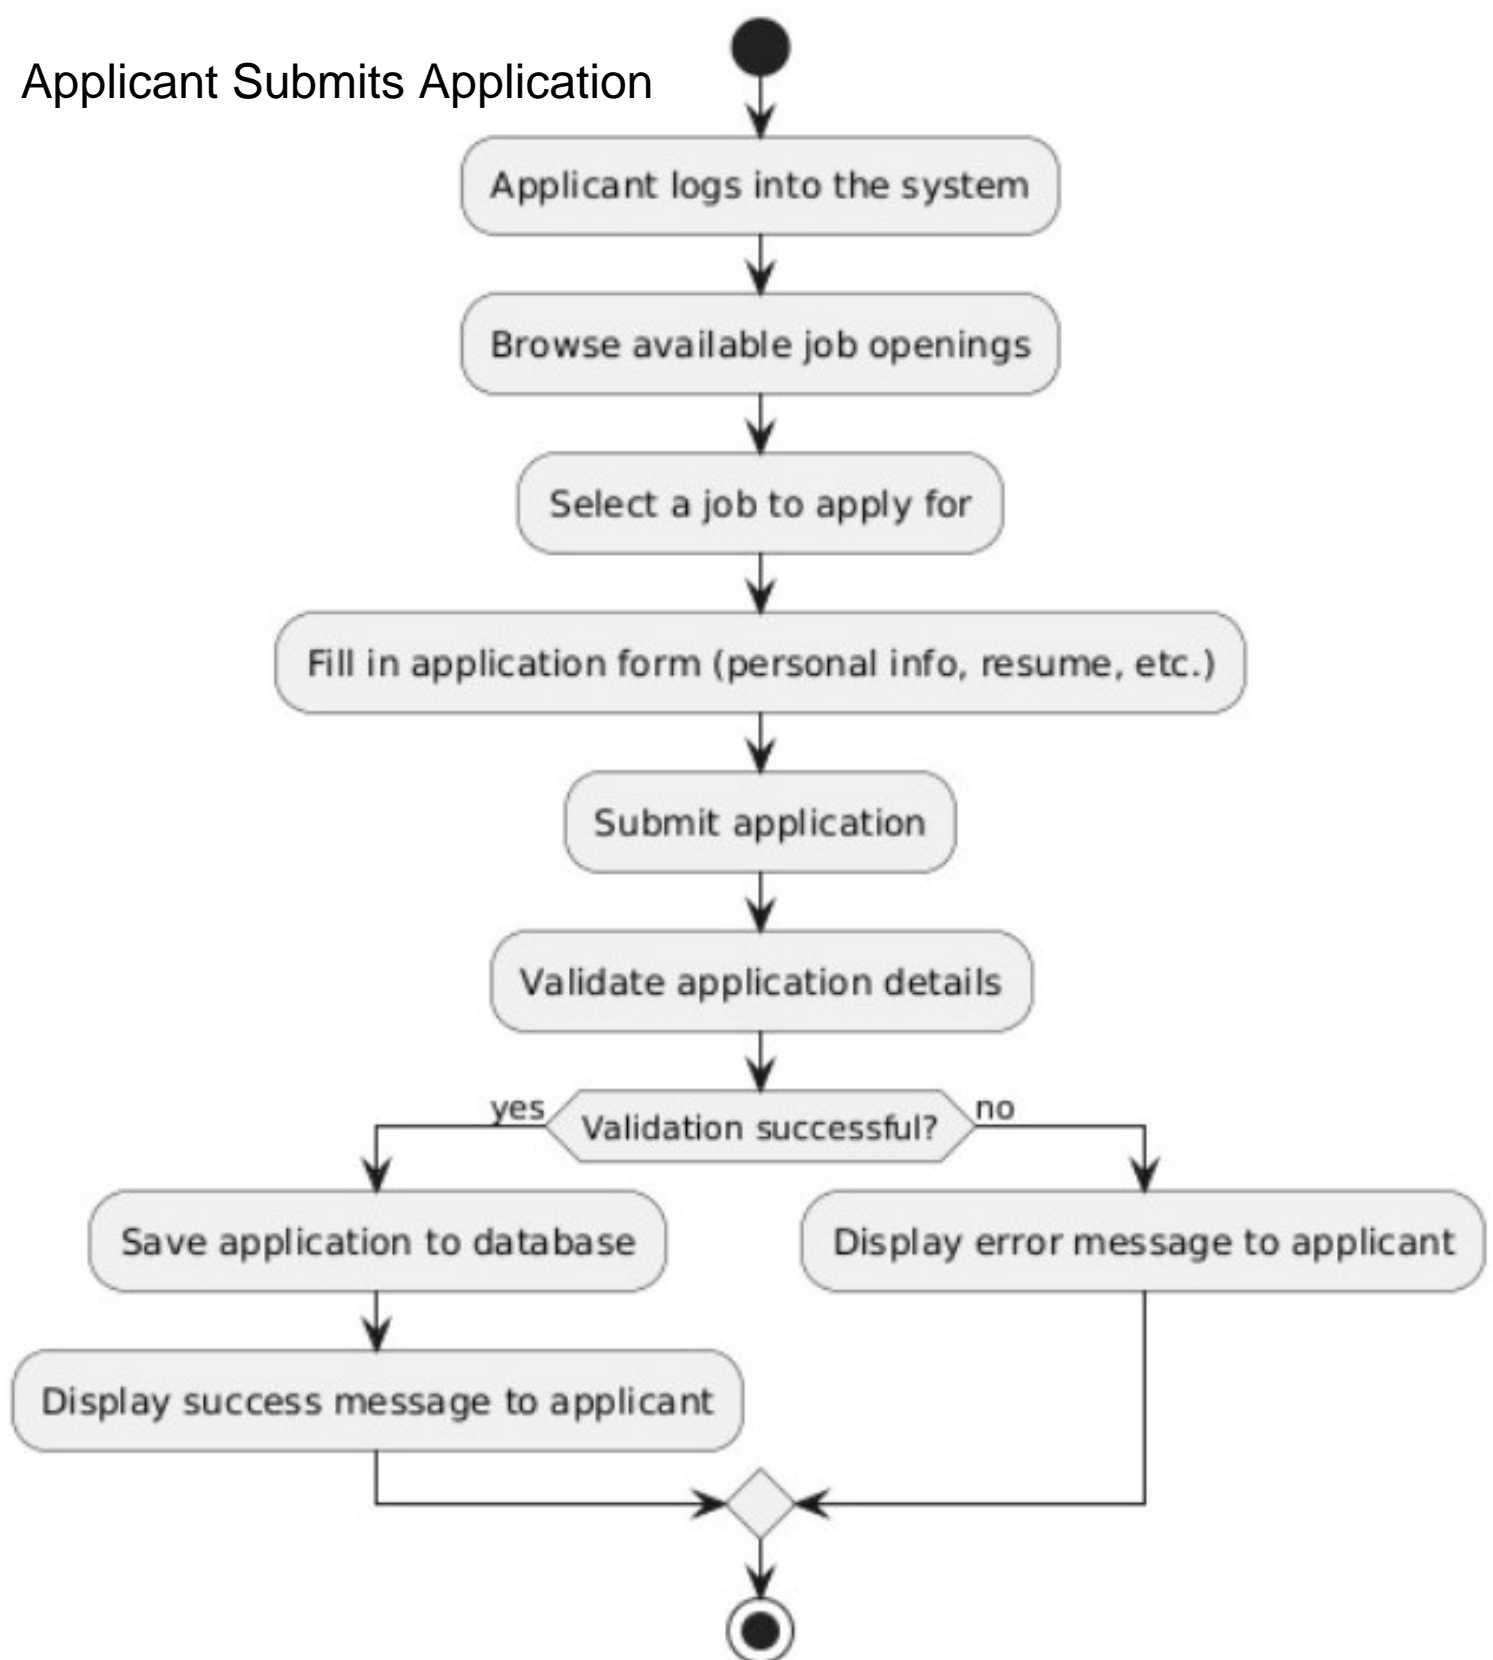 Applicant Submits Application
Applicant logs into the system
Browse available job openings
Select a job to apply for
Fill in application form (personal info, resume, etc.)
Submit application
Validate application details
yes
Validation successful?
no
Save application to database
Display error message to applicant
Display success message to applicant